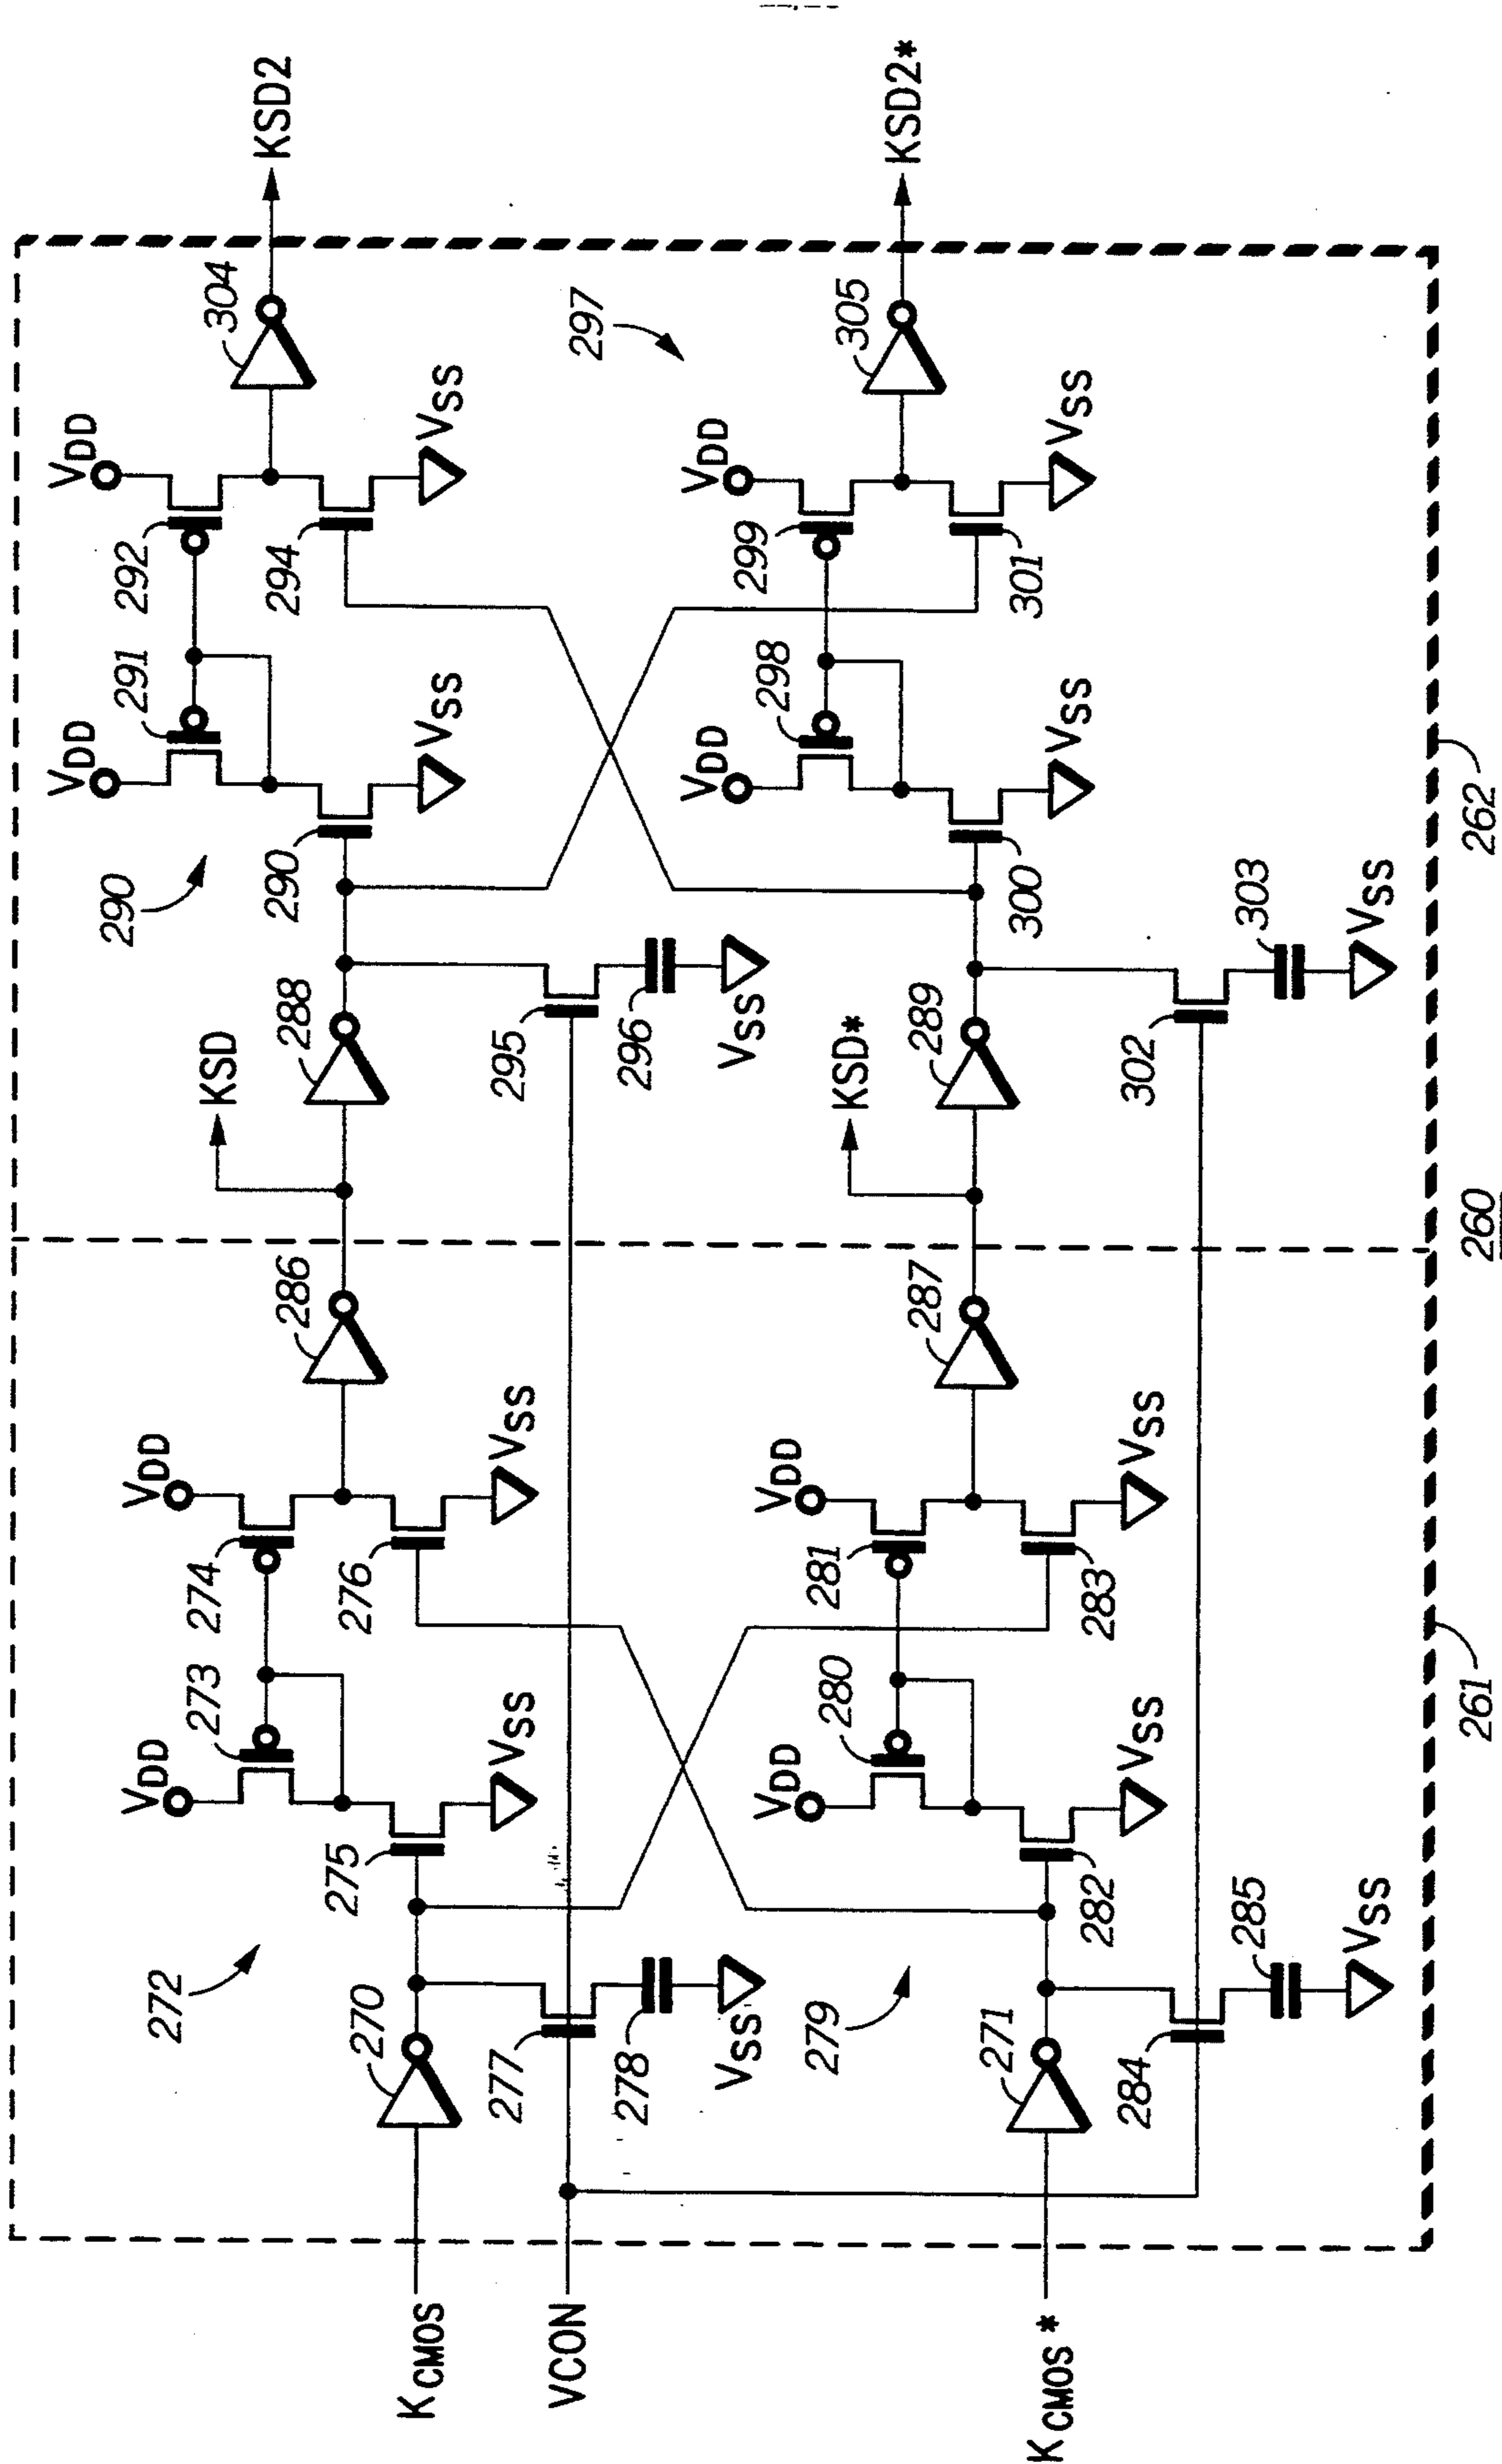 KSD2
KSD2*
304
297
305
VDD
VSS
VDD
VSS
292
294
299
301
291
298
VDD
VSS
VDD
VSS
290
290
300
303
VSS
262
KSD
288
295
296
VSS
KSD*
289
302
260
286
287
VDD
VSS
VDD
VSS
274
276
281
283
273
280
261
VDD
VSS
VDD
VSS
275
282
285
VSS
272
270
277
278
VSS
279
271
284
KCMOS
VCON
KCMOS*